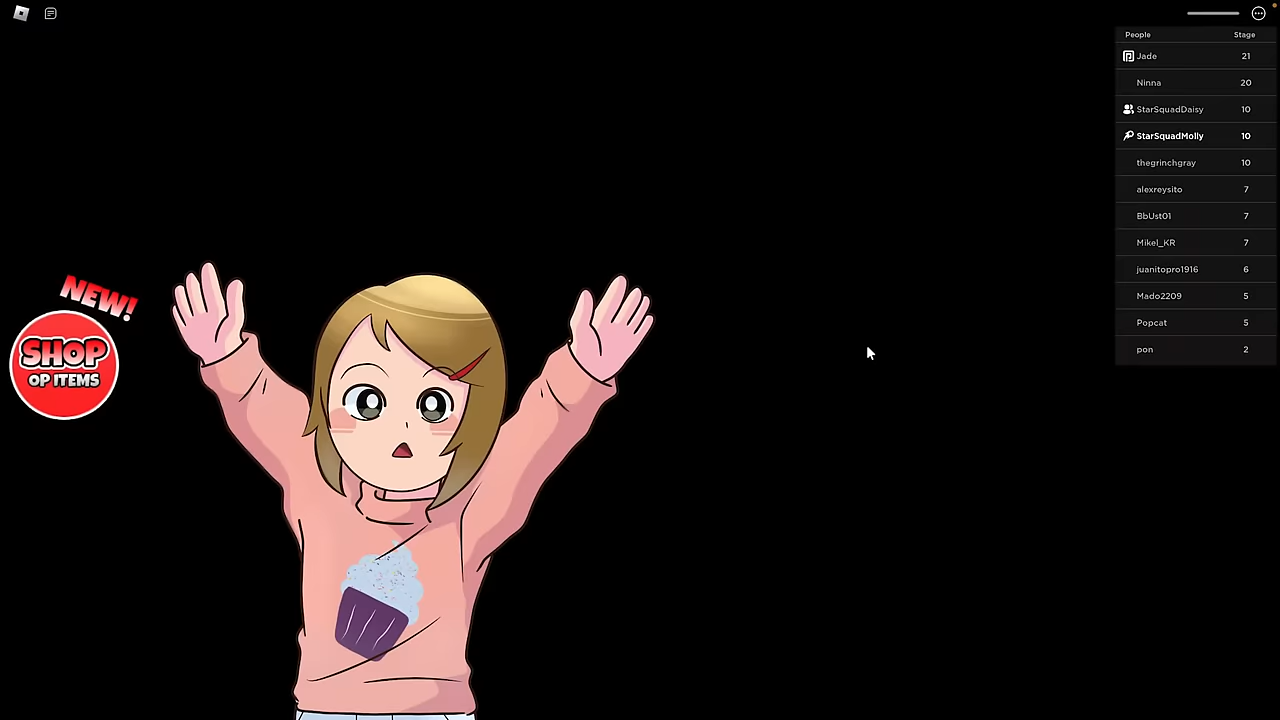 People Stage
Jade 21
Ninna 20
StarSquadDaisy 10
StarSquadMolly 10
thegrinchgray 10
alexreysito 7
BbUst01 7
Mikel_KR 7
juanitopro1916 6
Mado2209 5
Popcat 5
pon 2
NEW!
SHOP
OP ITEMS